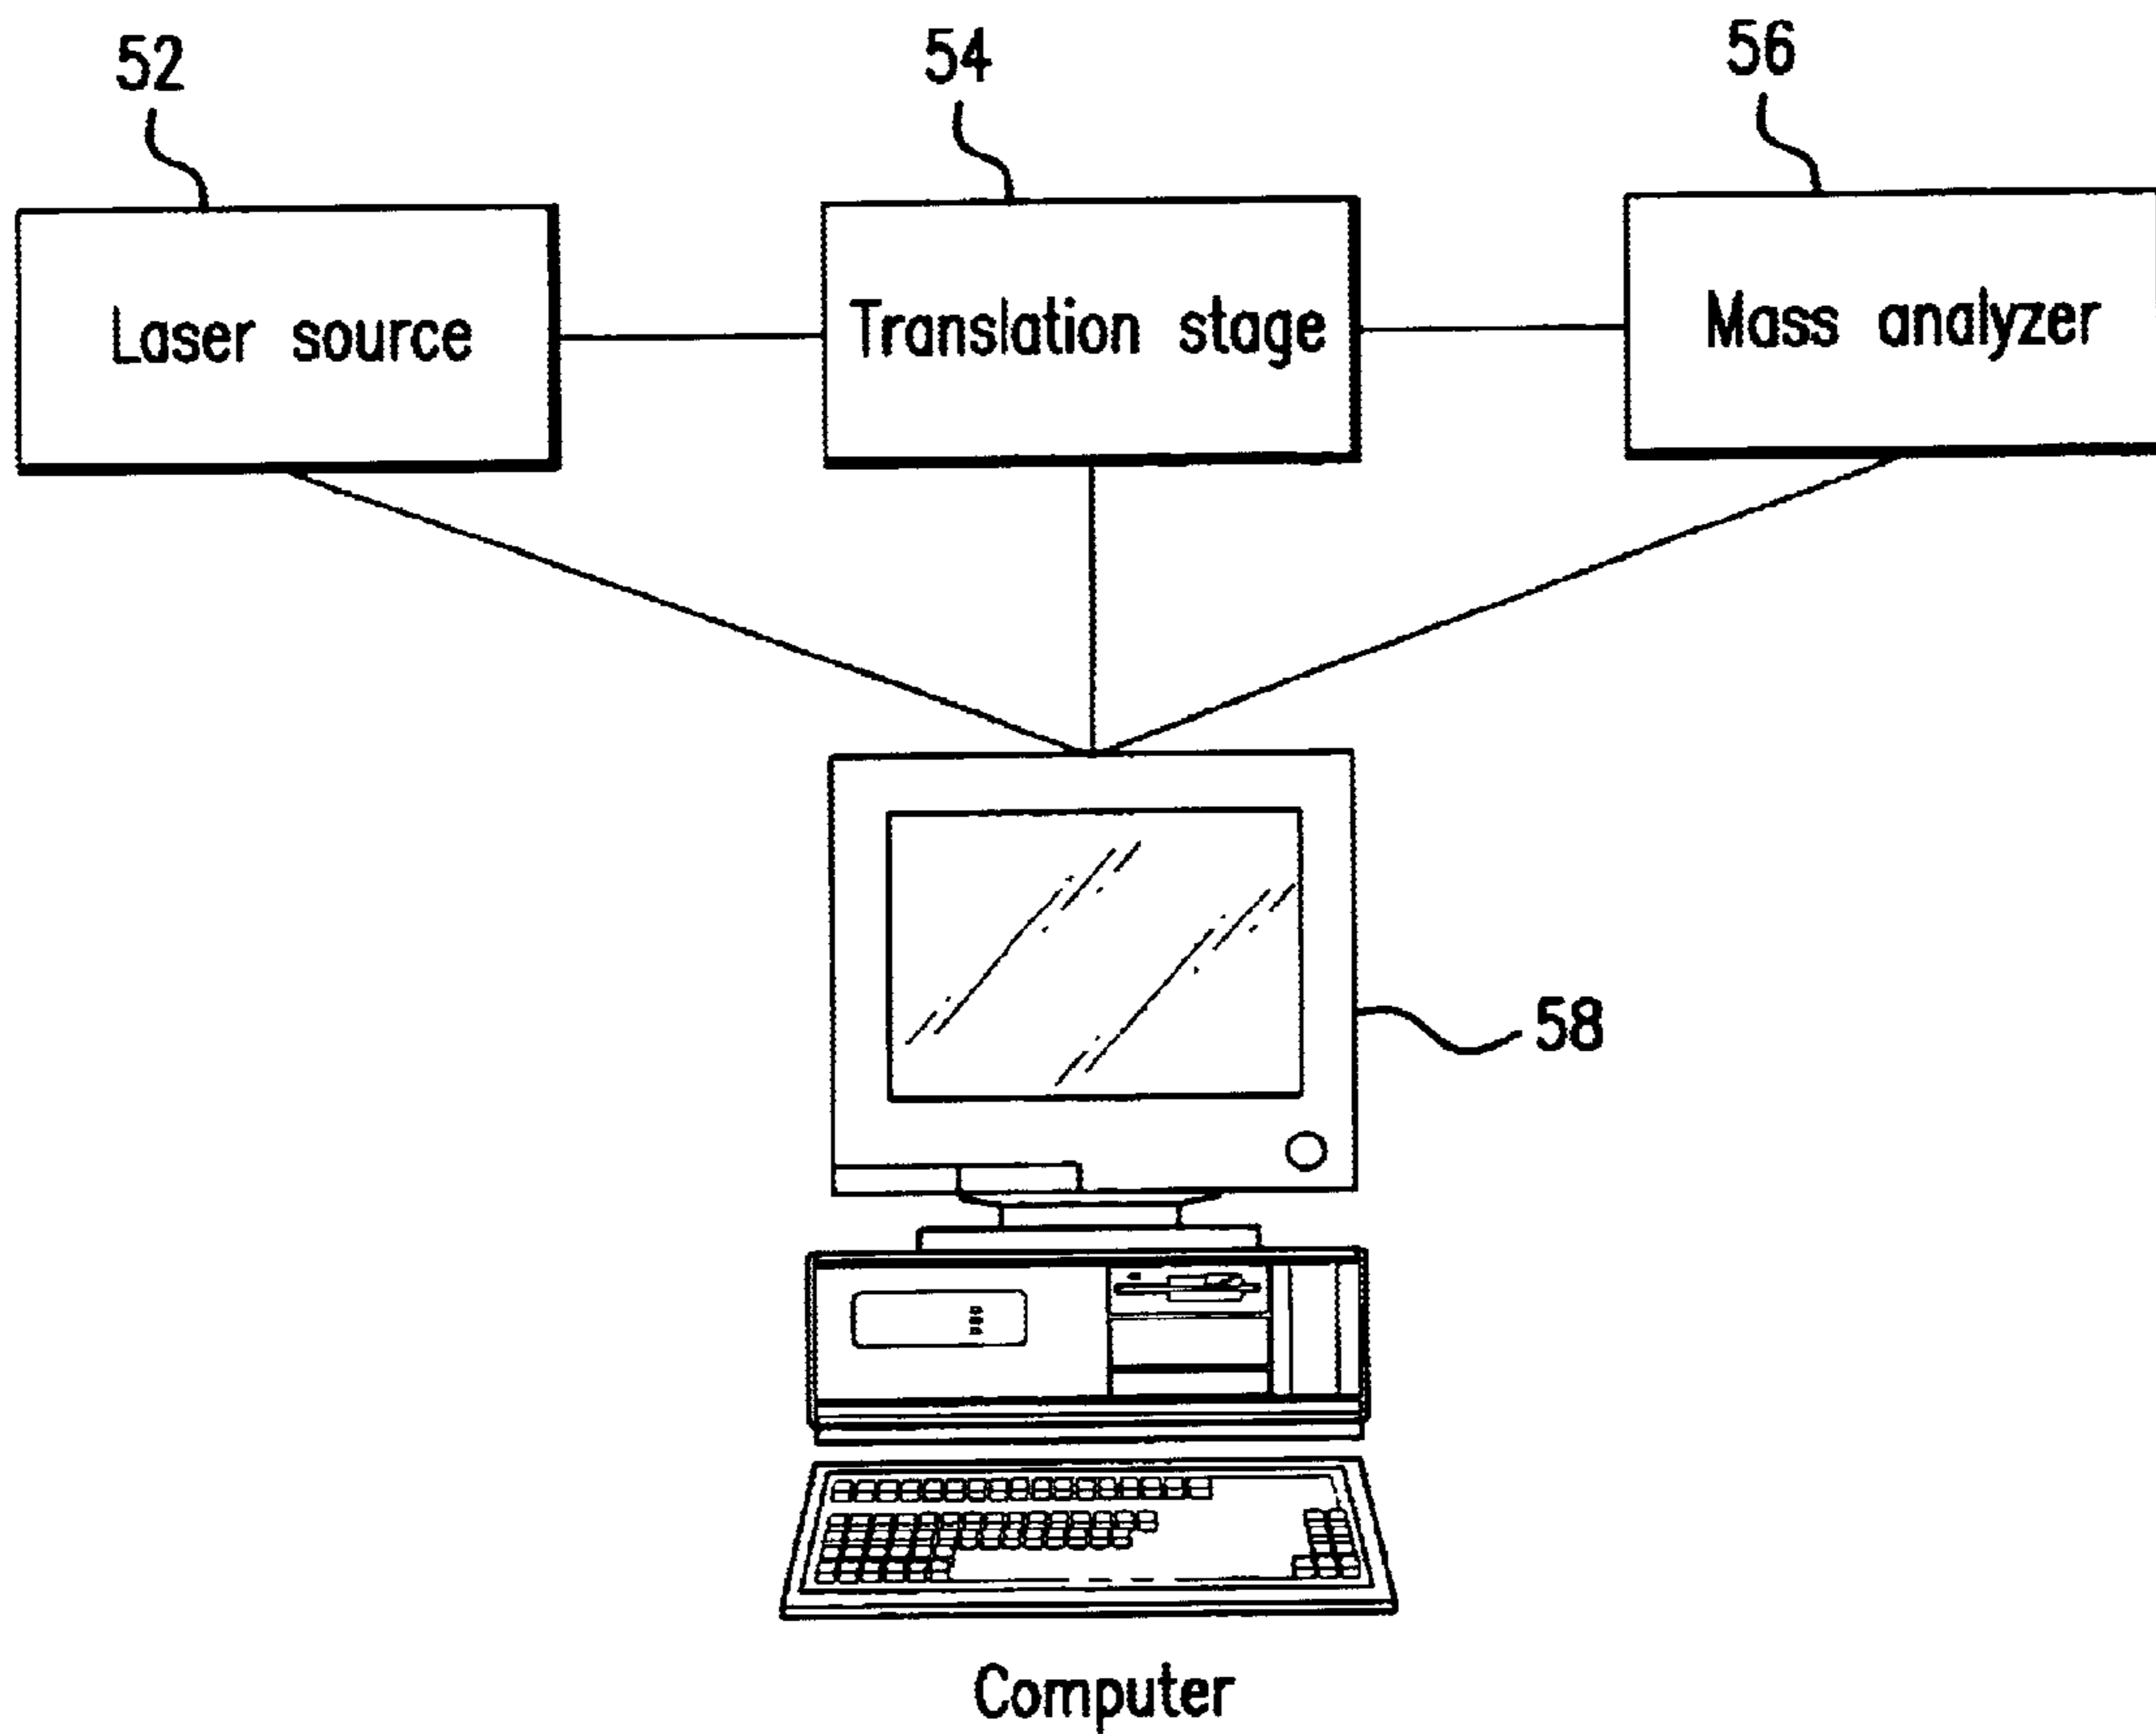 52
54
56
Laser source
Translation stage
Mass analyzer
58
Computer